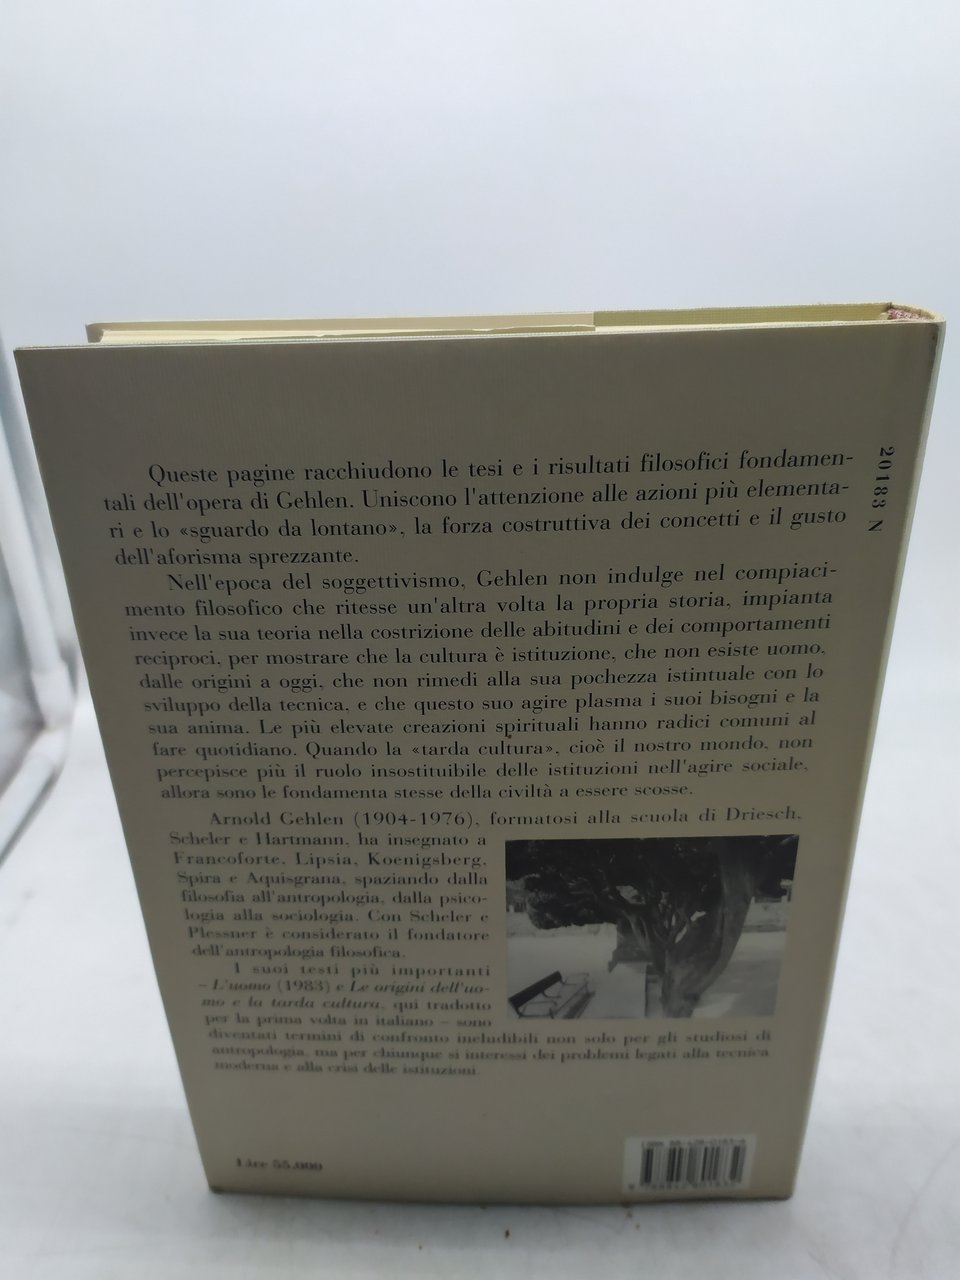 Queste pagine racchiudono le tesi e i risultati filosofici fondamen-
tali dell'opera di Gehlen. Uniscono l'attenzione alle azioni più elementa-
ri e lo «sguardo da lontano», la forza costruttiva dei concetti e il gusto
dell'aforisma sprezzante.
Nell'epoca del soggettivismo, Gehlen non indulge nel compiaci-
mento filosofico che ritesse un'altra volta la propria storia, impianta
invece la sua teoria nella costrizione delle abitudini e dei comportamenti
reciproci, per mostrare che la cultura è istituzione, che non esiste uomo,
dalle origini a oggi, che non rimedi alla sua pochezza istintuale con lo
sviluppo della tecnica, e che questo suo agire plasma i suoi bisogni e la
sua anima. Le più elevate creazioni spirituali hanno radici comuni al
fare quotidiano. Quando la «tarda cultura», cioè il nostro mondo, non
percepisce più il ruolo insostituibile delle istituzioni nell'agire sociale,
allora sono le fondamenta stesse della civiltà a essere scosse.
Arnold Gehlen (1904-1976), formatosi alla scuola di Driesch,
Scheler e Hartmann, ha insegnato a
Francoforte, Lipsia, Koenigsberg,
Spira e Aquisgrana, spaziando dalla
filosofia all'antropologia, dalla psico-
logia alla sociologia. Con Scheler e
Plessner è considerato il fondatore
dell'antropologia filosofica.
I suoi testi più importanti
– L'uomo (1983) e Le origini dell'uo-
mo e la tarda cultura, qui tradotto
per la prima volta in italiano – sono
diventati termini di confronto ineludibili non solo per gli studiosi di
antropologia, ma per chiunque si interessi dei problemi legati alla tecnica
moderna e alla crisi delle istituzioni.
Lire 55.000
20183 N
ISBN